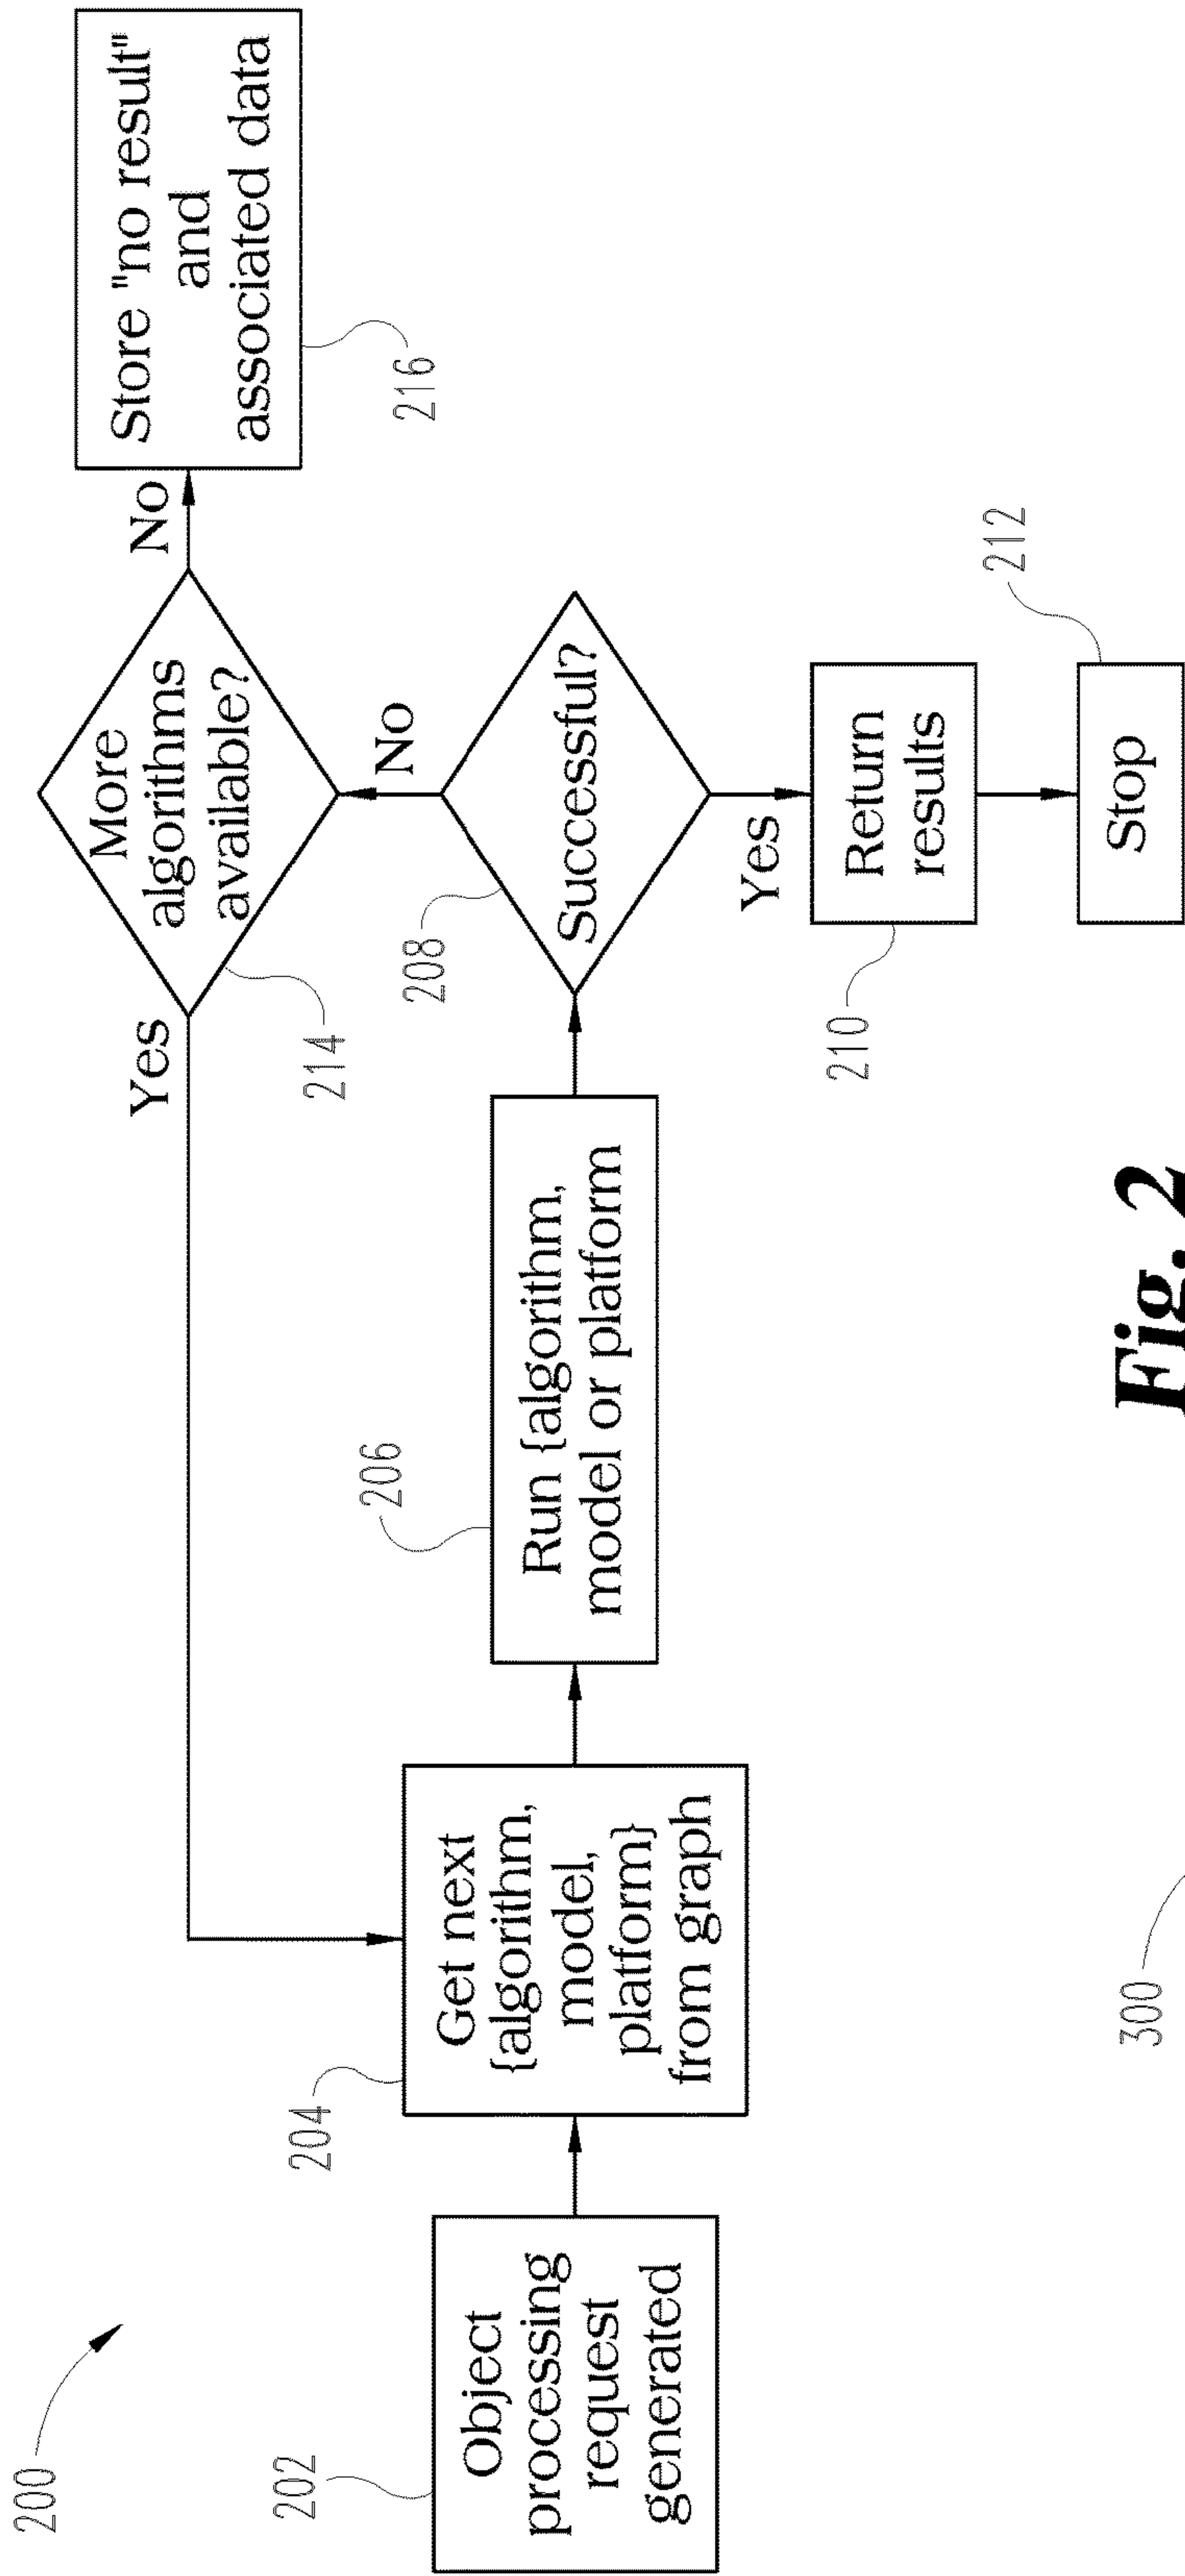 200
202
Object
processing
request
generated
204
Get next
{algorithm,
model,
platform}
from graph
206
Run {algorithm,
model or platform
208
Successful?
No
Yes
214
More
algorithms
available?
Yes
No
216
Store "no result"
and
associated data
210
Return
results
212
Stop
Fig. 2
300